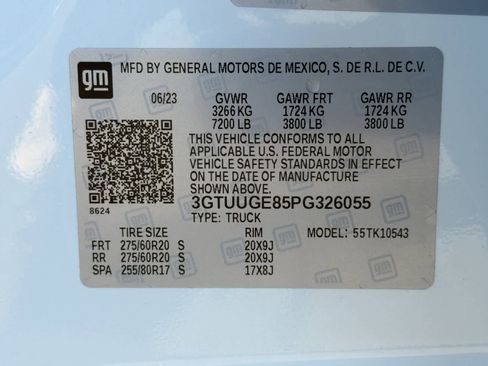 gm
MFD BY GENERAL MOTORS DE MEXICO, S. DE R.L. DE C.V.
06/23 GVWR GAWR FRT GAWR RR
3266 KG 1724 KG 1724 KG
7200 LB 3800 LB 3800 LB
THIS VEHICLE CONFORMS TO ALL
APPLICABLE U.S. FEDERAL MOTOR
VEHICLE SAFETY STANDARDS IN EFFECT
ON THE DATE OF MANUFACTURE
SHOWN ABOVE.
8624 3GTUUGE85PG326055
TYPE: TRUCK
TIRE SIZE RIM MODEL: 55TK10543
FRT 275/60R20 S 20X9J
RR 275/60R20 S 20X9J
SPA 255/80R17 S 17X8J